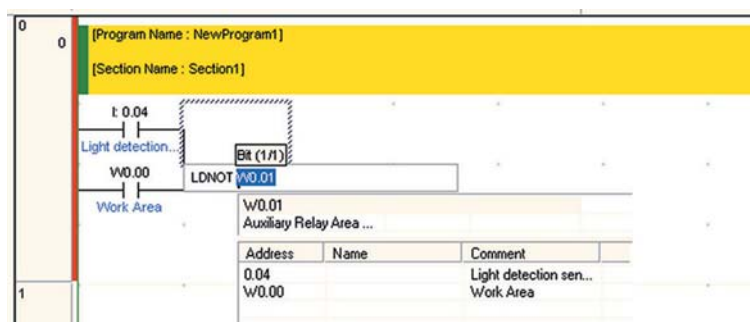 0
0
[Program Name : NewProgram1]
[Section Name : Section1]
I: 0.04
Light detection...
Bit (1/1)
W0.00
LDNOT W0.01
Work Area
W0.01
Auxiliary Relay Area ...
Address Name Comment
0.04 Light detection sen...
W0.00 Work Area
1